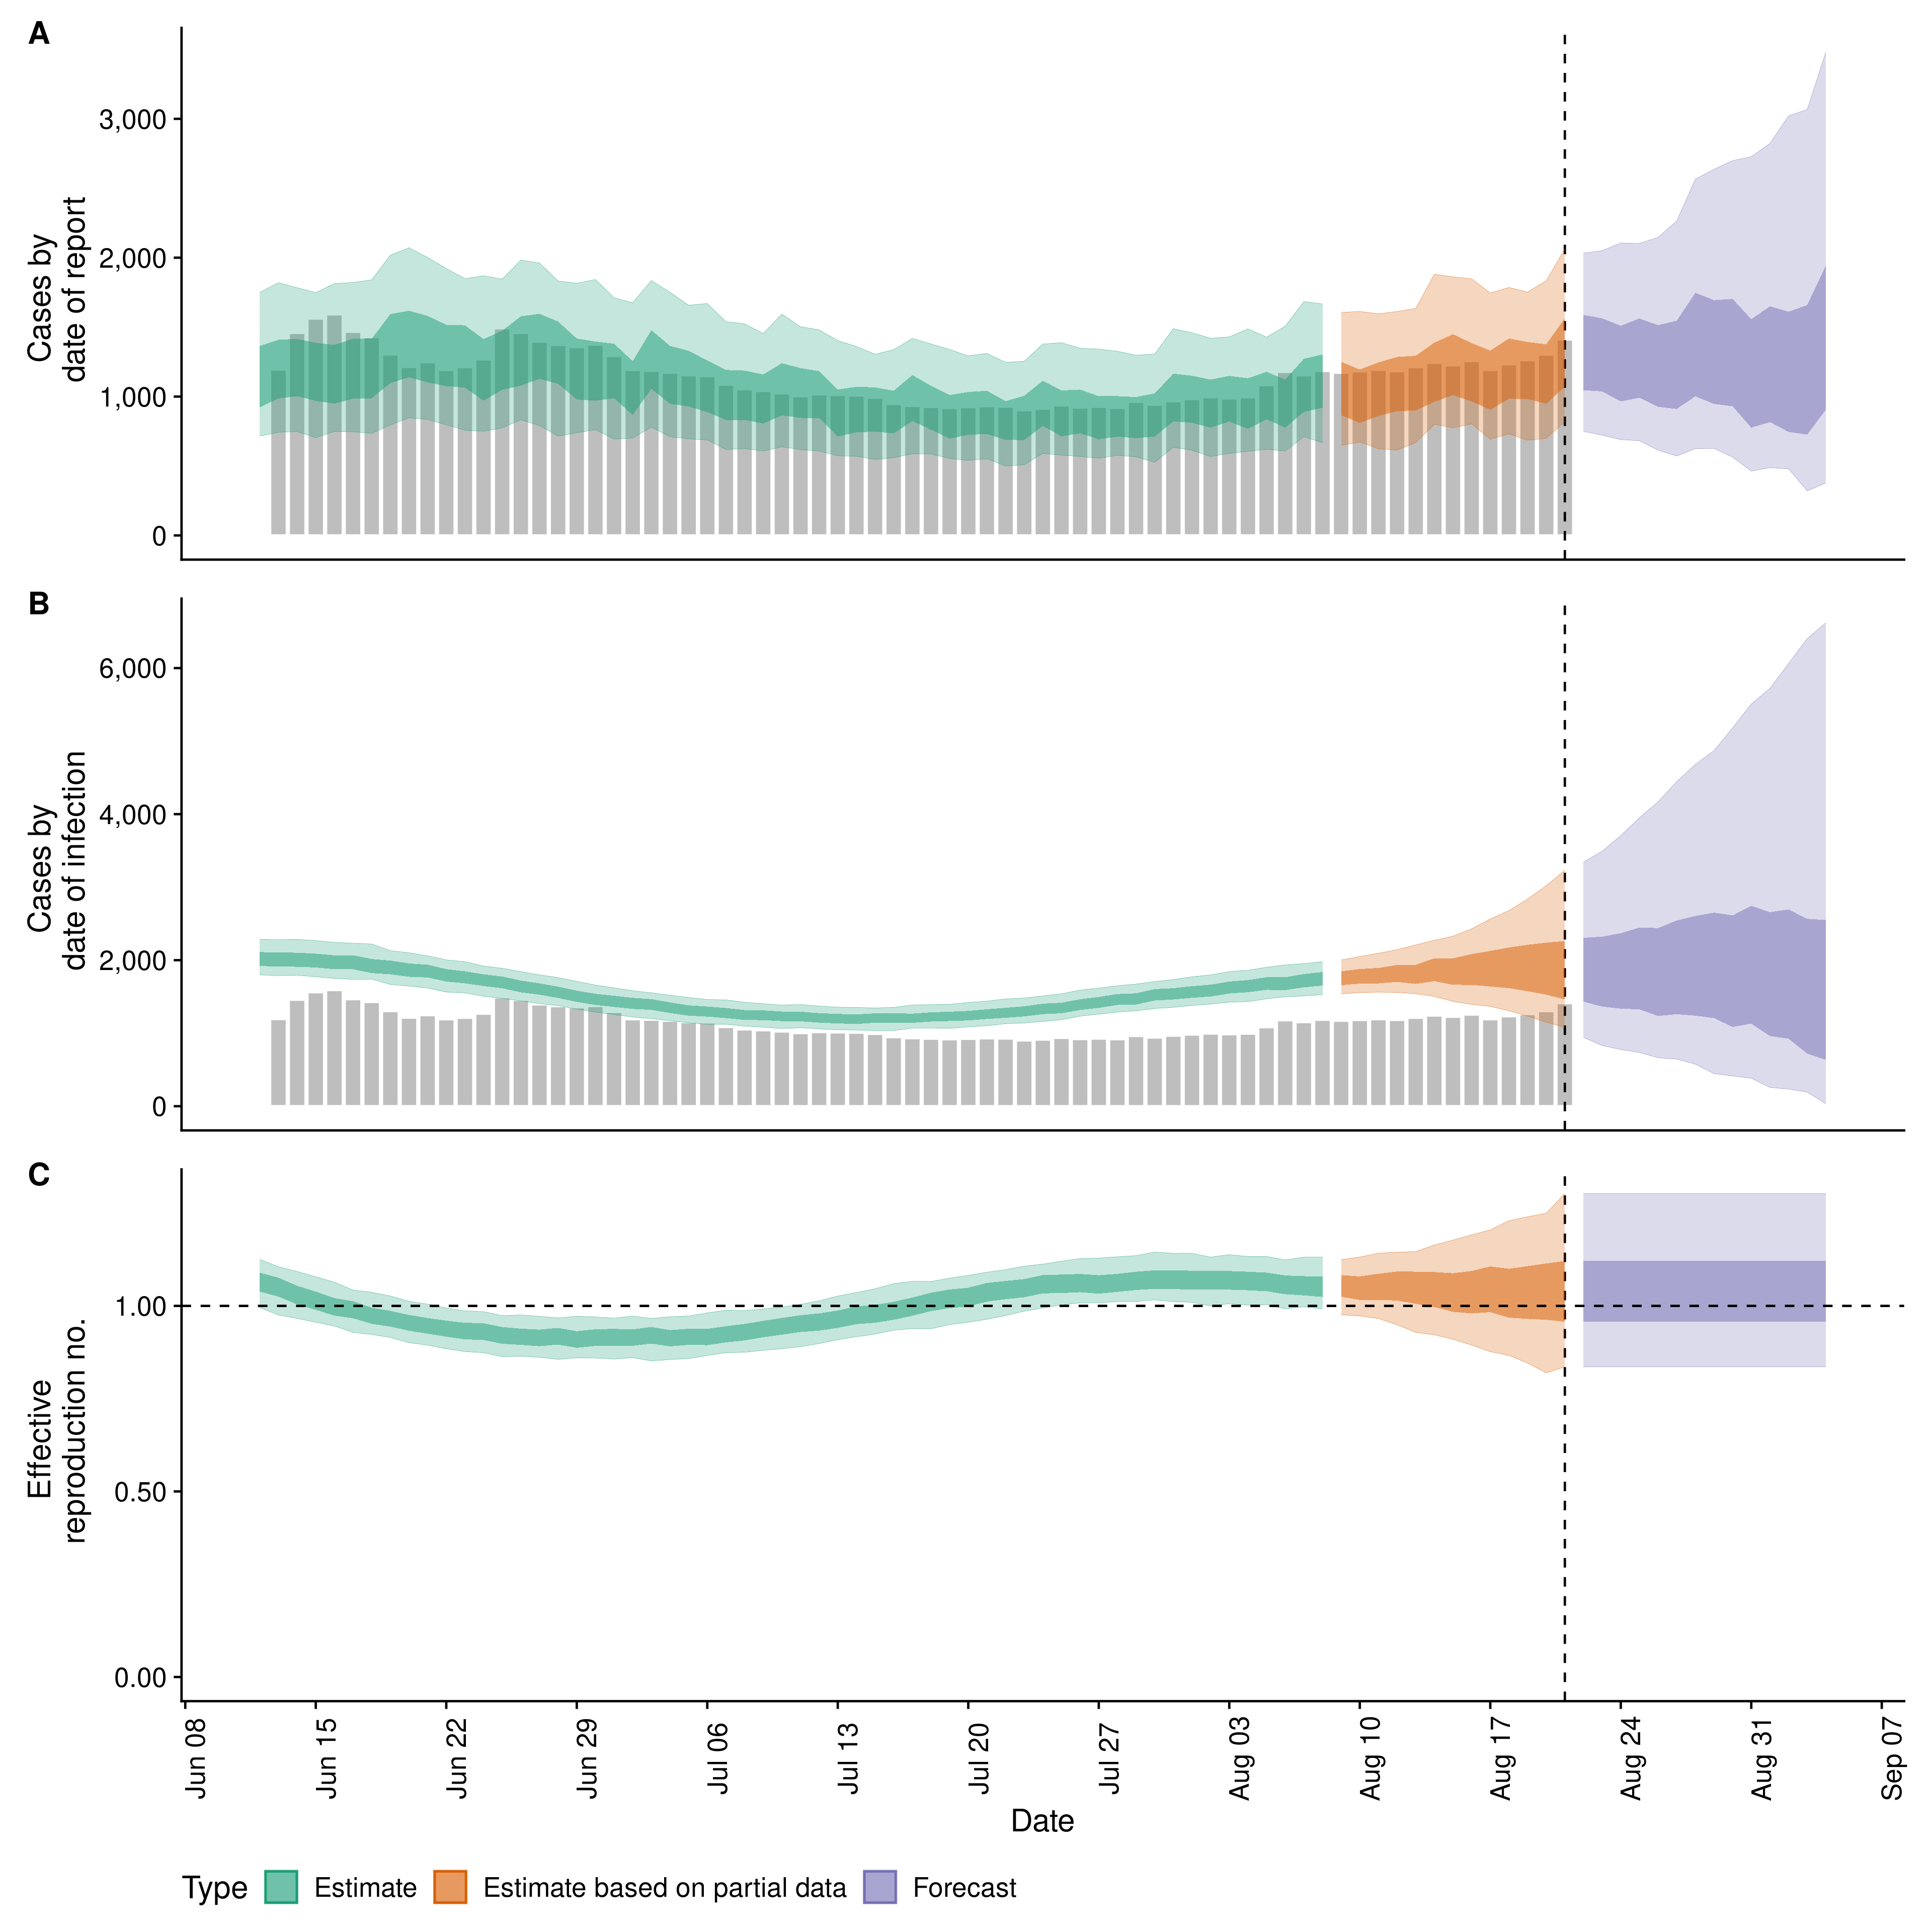 A
Cases by
date of report
3,000
2,000
1,000
0
B
Cases by
date of infection
6,000
4,000
2,000
0
C
Effective
reproduction no.
1.00
0.50
0.00
Jun 08
Jun 15
Jun 22
Jun 29
Jul 06
Jul 13
Jul 20
Jul 27
Aug 03
Aug 10
Aug 17
Aug 24
Aug 31
Sep 07
Date
Type
Estimate
Estimate based on partial data
Forecast